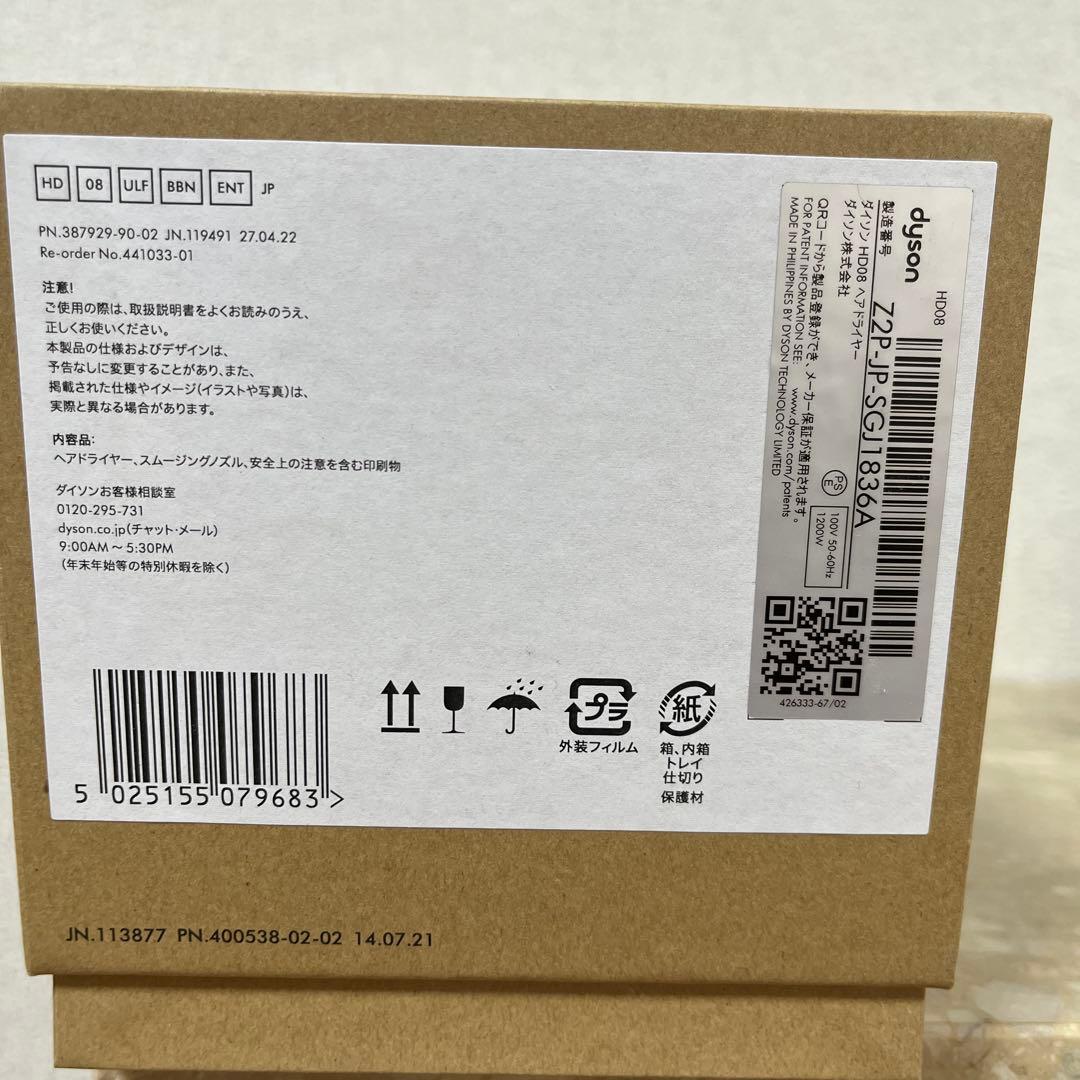 HD 08 ULF BBN ENT JP
PN.387929-90-02 JN.119491 27.04.22
Re-order No.441033-01
注意!
ご使用の際は、取扱説明書をよくお読みのうえ、
正しくお使いください。
本製品の仕様およびデザインは、
予告なしに変更することがあり、また、
掲載された仕様やイメージ(イラストや写真)は、
実際と異なる場合があります。
内容品:
ヘアドライヤー、スムージングノズル、安全上の注意を含む印刷物
ダイソンお客様相談室
0120-295-731
dyson.co.jp(チャット・メール)
9:00AM ~ 5:30PM
(年末年始等の特別休暇を除く)
5 025155 079683 >
プラ
外装フィルム
紙
箱、内箱
トレイ
仕切り
保護材
dyson HD08
製造番号 Z2P-JP-SGJ1836A
ダイソン HD08 ヘアドライヤー
ダイソン株式会社
PS
E
100V 50-60Hz
1200W
QRコードから製品登録ができ、メーカー保証が適用されます。
FOR PATENT INFORMATION SEE: www.dyson.com/patents
MADE IN PHILIPPINES BY DYSON TECHNOLOGY LIMITED
426333-67/02
JN.113877 PN.400538-02-02 14.07.21